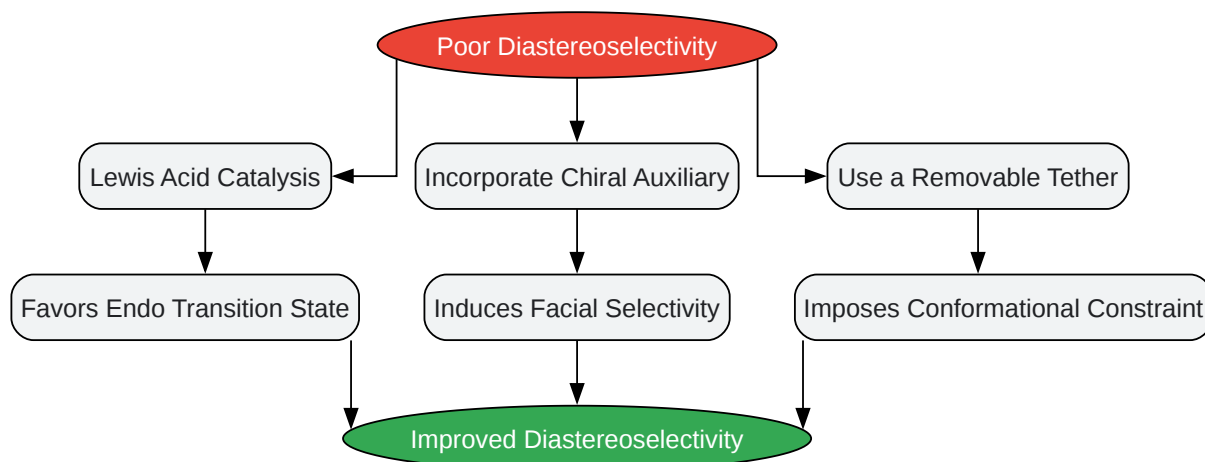 Poor Diastereoselectivity
Lewis Acid Catalysis
Incorporate Chiral Auxiliary
Use a Removable Tether
Favors Endo Transition State
Induces Facial Selectivity
Imposes Conformational Constraint
Improved Diastereoselectivity